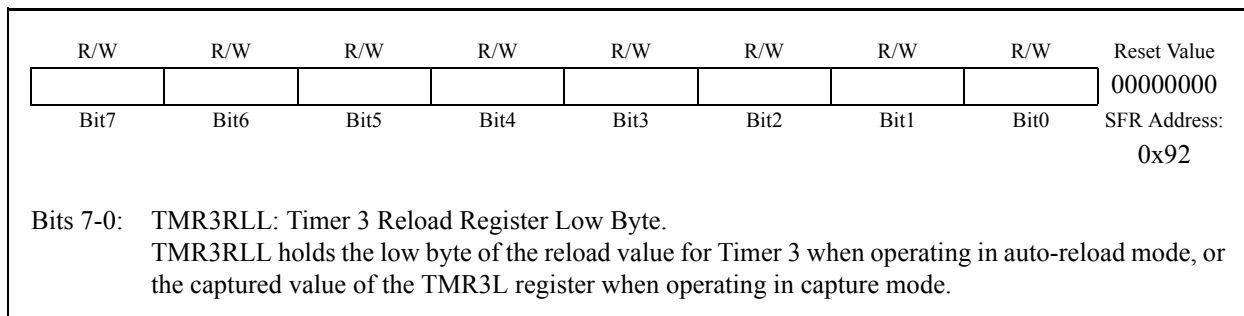 R/W R/W R/W R/W R/W R/W R/W R/W Reset Value
00000000
Bit7 Bit6 Bit5 Bit4 Bit3 Bit2 Bit1 Bit0 SFR Address:
0x92
Bits 7-0: TMR3RLL: Timer 3 Reload Register Low Byte.
TMR3RLL holds the low byte of the reload value for Timer 3 when operating in auto-reload mode, or
the captured value of the TMR3L register when operating in capture mode.